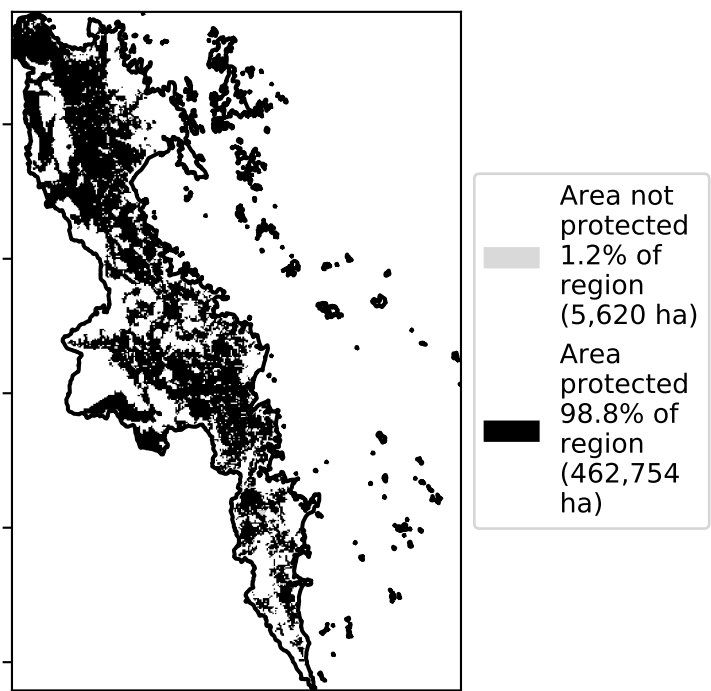 Area not
protected
1.2% of
region
(5,620 ha)
Area
protected
98.8% of
region
(462,754
ha)